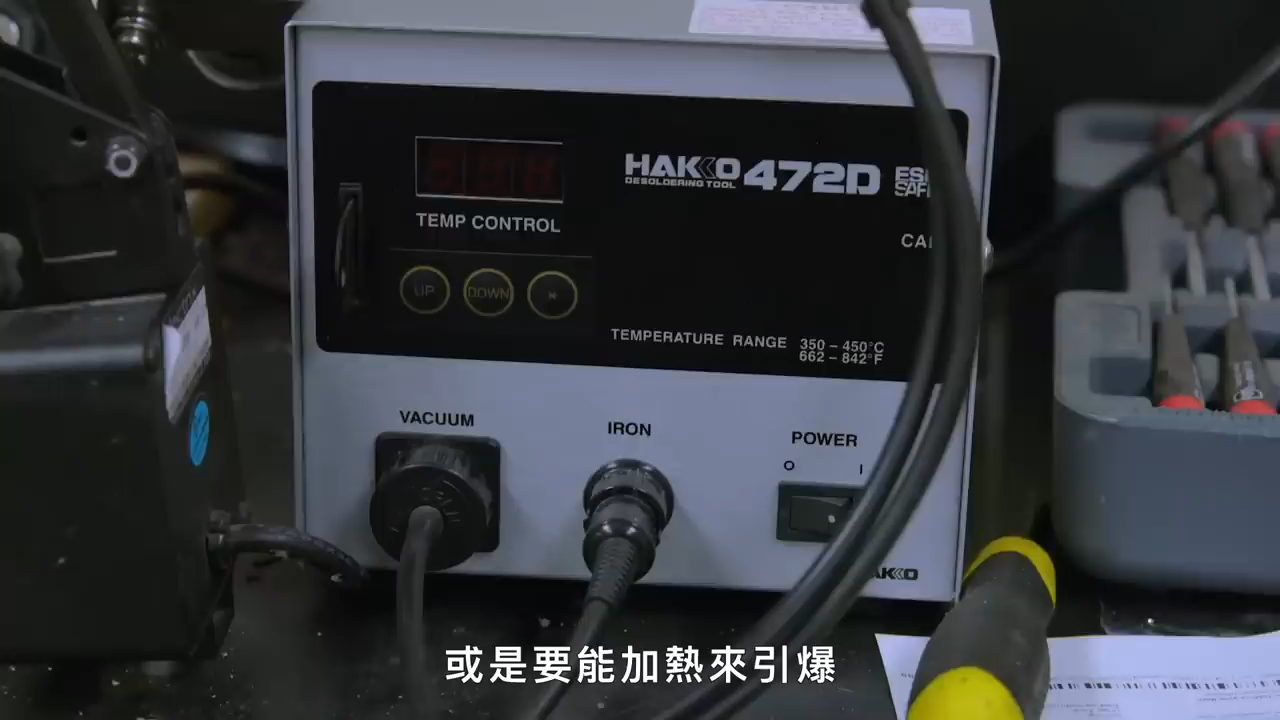 HAKKO 472D
DESOLDERING TOOL
TEMP CONTROL
UP DOWN
TEMPERATURE RANGE 350 – 450°C
662 – 842°F
VACUUM
IRON
POWER
O I
或是要能加熱來引爆